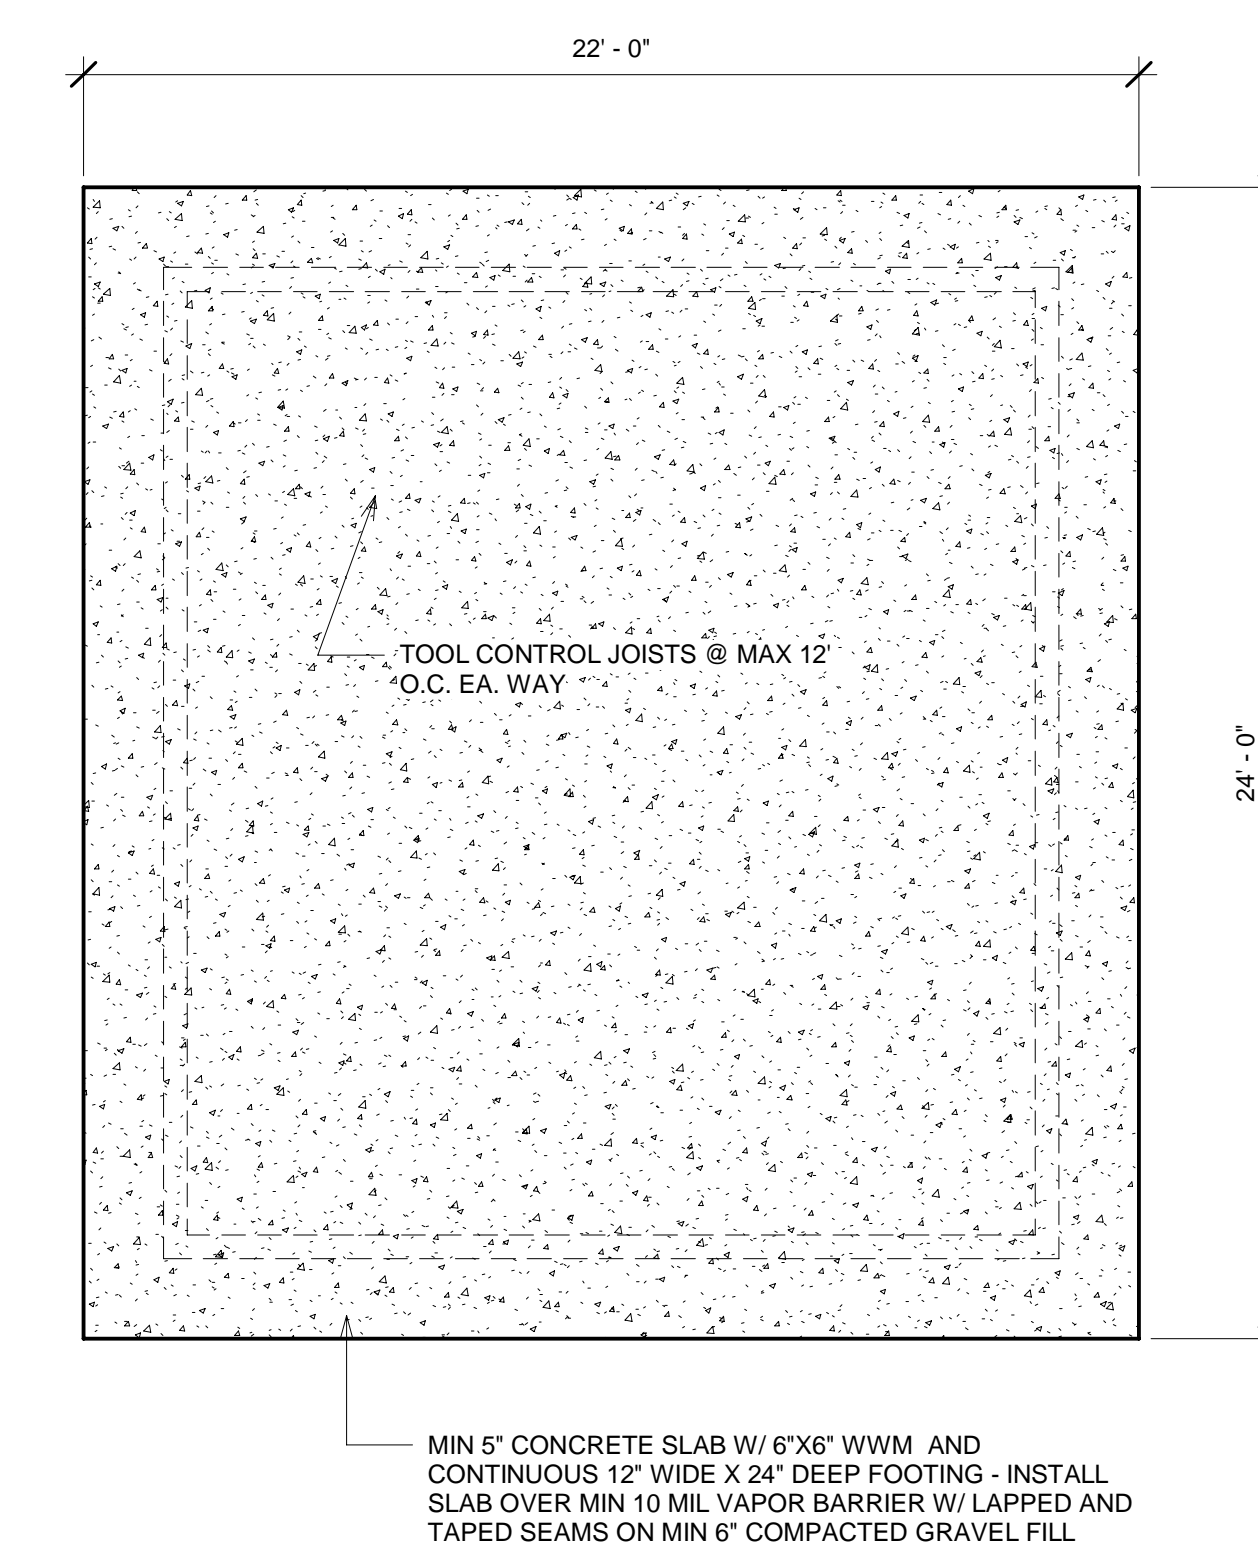 22' - 0"
TOOL CONTROL JOISTS @ MAX 12'
O.C. EA. WAY
24' - 0"
MIN 5" CONCRETE SLAB W/ 6"X6" WWM AND
CONTINUOUS 12" WIDE X 24" DEEP FOOTING - INSTALL
SLAB OVER MIN 10 MIL VAPOR BARRIER W/ LAPPED AND
TAPED SEAMS ON MIN 6" COMPACTED GRAVEL FILL